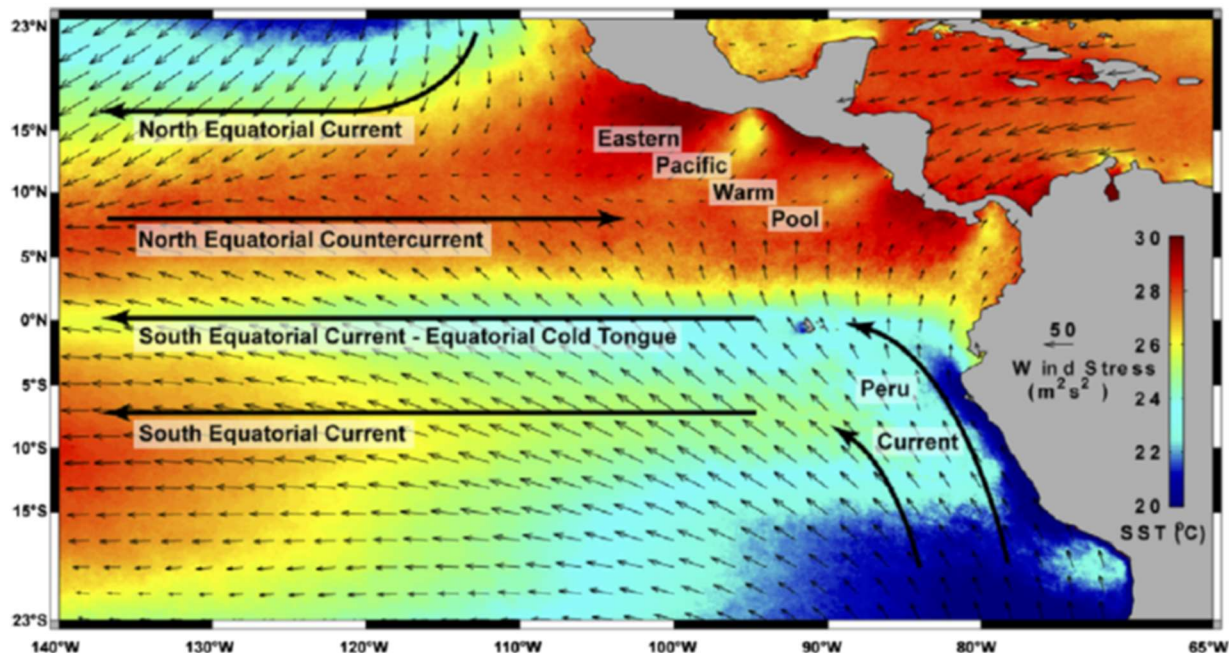 23°N
15°N
10°N
5°N
0°N
5°S
10°S
15°S
23°S
North Equatorial Current
Eastern
Pacific
Warm
Pool
North Equatorial Countercurrent
South Equatorial Current - Equatorial Cold Tongue
South Equatorial Current
Peru
Current
50
Wind Stress
(m²s²)
30
28
26
24
22
20
SST (°C)
140°W
130°W
120°W
110°W
100°W
90°W
80°W
65°W